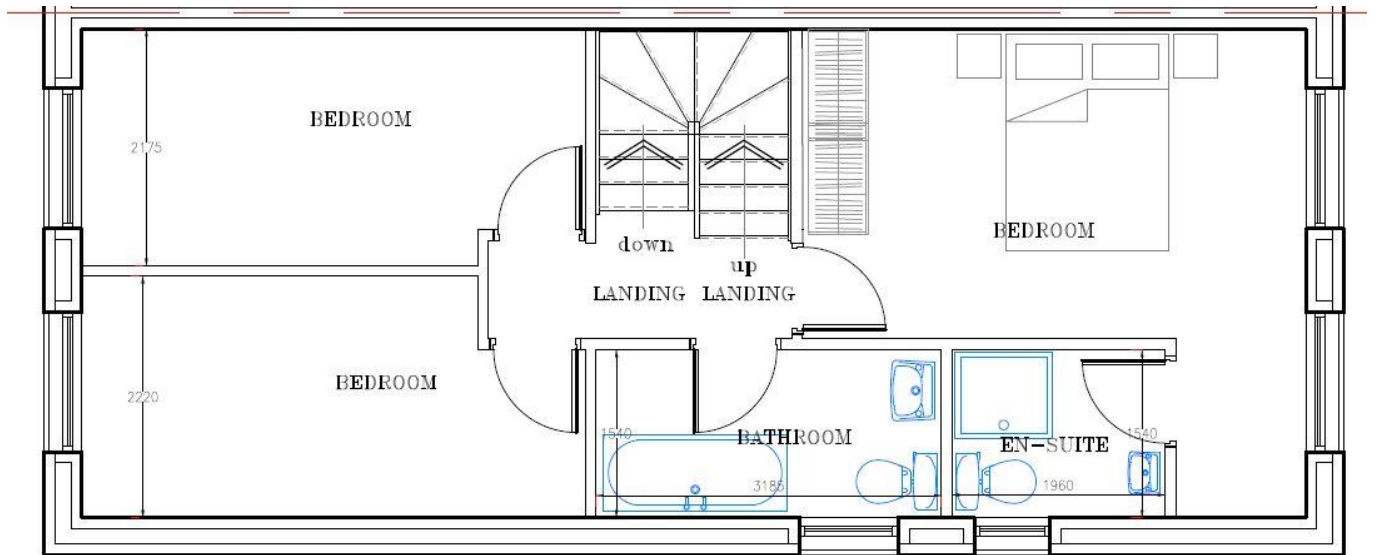 BEDROOM
2175
BEDROOM
down
up
LANDING LANDING
BEDROOM
2220
1540
BATHROOM
3185
EN-SUITE
1540
1960